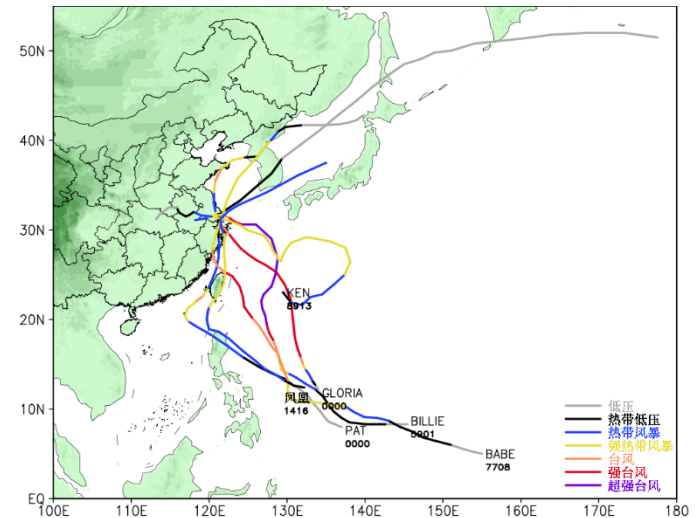 50N
40N
30N
20N
10N
EQ
100E 110E 120E 130E 140E 150E 160E 170E 180
KEN
8913
凤凰
1416
GLORIA
0000
PAT
0000
BILLIE
5901
BABE
7708
低压
热带低压
热带风暴
强热带风暴
台风
强台风
超强台风